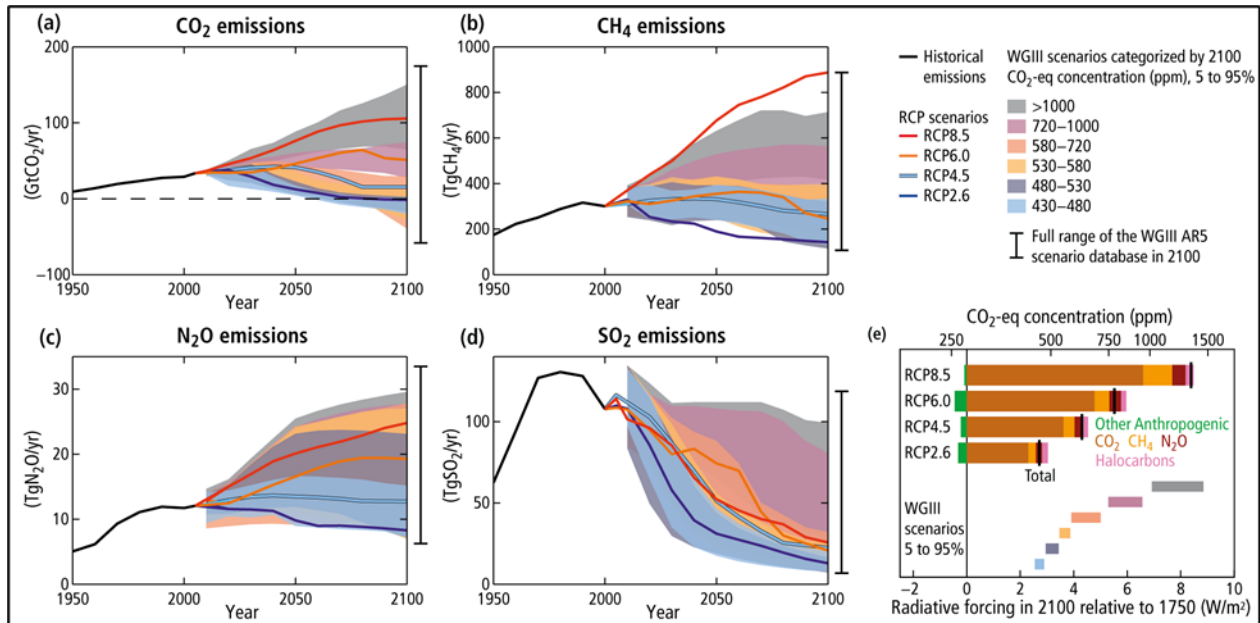 (a)
CO₂ emissions
200
100
0
−100
(GtCO₂/yr)
1950
2000
2050
2100
Year
(b)
CH₄ emissions
1000
800
600
400
200
0
(TgCH₄/yr)
1950
2000
2050
2100
Year
Historical
emissions
RCP scenarios
RCP8.5
RCP6.0
RCP4.5
RCP2.6
WGIII scenarios categorized by 2100
CO₂-eq concentration (ppm), 5 to 95%
>1000
720−1000
580−720
530−580
480−530
430−480
Full range of the WGIII AR5
scenario database in 2100
(c)
N₂O emissions
30
20
10
0
(TgN₂O/yr)
1950
2000
2050
2100
Year
(d)
SO₂ emissions
100
50
0
(TgSO₂/yr)
1950
2000
2050
2100
Year
(e)
CO₂-eq concentration (ppm)
250
500
750
1000
1500
RCP8.5
RCP6.0
RCP4.5
RCP2.6
Other Anthropogenic
CO₂ CH₄ N₂O
Halocarbons
Total
WGIII
scenarios
5 to 95%
−2
0
2
4
6
8
10
Radiative forcing in 2100 relative to 1750 (W/m²)